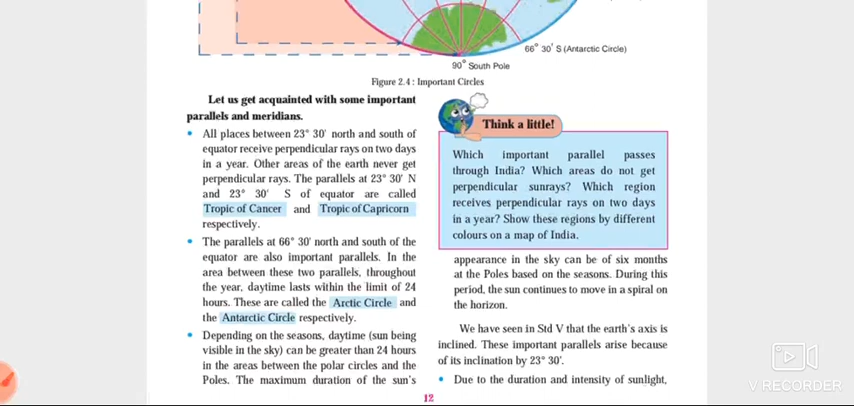 66° 30' S (Antarctic Circle)
90° South Pole
Figure 2.4 : Important Circles
Let us get acquainted with some important
parallels and meridians.
• All places between 23° 30' north and south of
equator receive perpendicular rays on two days
in a year. Other areas of the earth never get
perpendicular rays. The parallels at 23° 30' N
and 23° 30' S of equator are called
Tropic of Cancer and Tropic of Capricorn
respectively.
• The parallels at 66° 30' north and south of the
equator are also important parallels. In the
area between these two parallels, throughout
the year, daytime lasts within the limit of 24
hours. These are called the Arctic Circle and
the Antarctic Circle respectively.
• Depending on the seasons, daytime (sun being
visible in the sky) can be greater than 24 hours
in the areas between the polar circles and the
Poles. The maximum duration of the sun's
Think a little!
Which important parallel passes
through India? Which areas do not get
perpendicular sunrays? Which region
receives perpendicular rays on two days
in a year? Show these regions by different
colours on a map of India.
appearance in the sky can be of six months
at the Poles based on the seasons. During this
period, the sun continues to move in a spiral on
the horizon.
We have seen in Std V that the earth's axis is
inclined. These important parallels arise because
of its inclination by 23° 30'.
• Due to the duration and intensity of sunlight,
12
V RECORDER